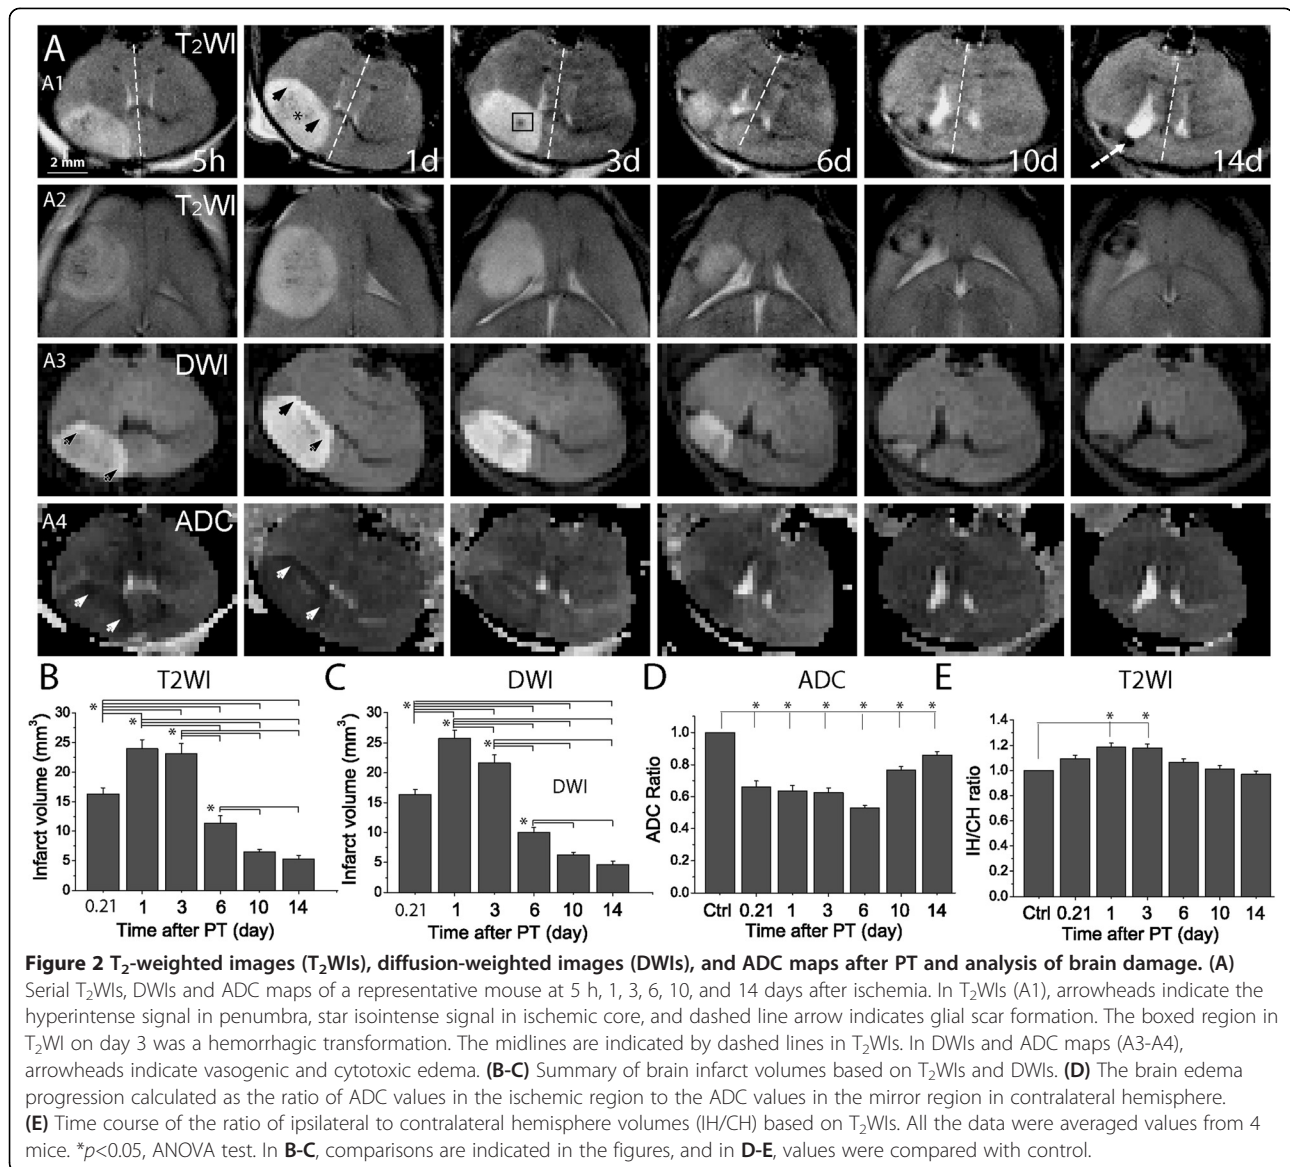 A T2WI
A1
*
2 mm
5h 1d 3d 6d 10d 14d
A2 T2WI
A3 DWI
A4 ADC
B T2WI
Infarct volume (mm3)
30
25
20
15
10
5
0
* * * *
0.21 1 3 6 10 14
Time after PT (day)
C DWI
Infarct volume (mm3)
30
25
20
15
10
5
0
* * * *
DWI
0.21 1 3 6 10 14
Time after PT (day)
D ADC
ADC Ratio
1.0
0.8
0.6
0.4
0.2
0.0
* * * * * *
Ctrl 0.21 1 3 6 10 14
Time after PT (day)
E T2WI
IH/CH ratio
1.4
1.2
1.0
0.8
0.6
0.4
0.2
0.0
* *
Ctrl 0.21 1 3 6 10 14
Time after PT (day)
Figure 2 T2-weighted images (T2WIs), diffusion-weighted images (DWIs), and ADC maps after PT and analysis of brain damage. (A)
Serial T2WIs, DWIs and ADC maps of a representative mouse at 5 h, 1, 3, 6, 10, and 14 days after ischemia. In T2WIs (A1), arrowheads indicate the
hyperintense signal in penumbra, star isointense signal in ischemic core, and dashed line arrow indicates glial scar formation. The boxed region in
T2WI on day 3 was a hemorrhagic transformation. The midlines are indicated by dashed lines in T2WIs. In DWIs and ADC maps (A3-A4),
arrowheads indicate vasogenic and cytotoxic edema. (B-C) Summary of brain infarct volumes based on T2WIs and DWIs. (D) The brain edema
progression calculated as the ratio of ADC values in the ischemic region to the ADC values in the mirror region in contralateral hemisphere.
(E) Time course of the ratio of ipsilateral to contralateral hemisphere volumes (IH/CH) based on T2WIs. All the data were averaged values from 4
mice. *p<0.05, ANOVA test. In B-C, comparisons are indicated in the figures, and in D-E, values were compared with control.